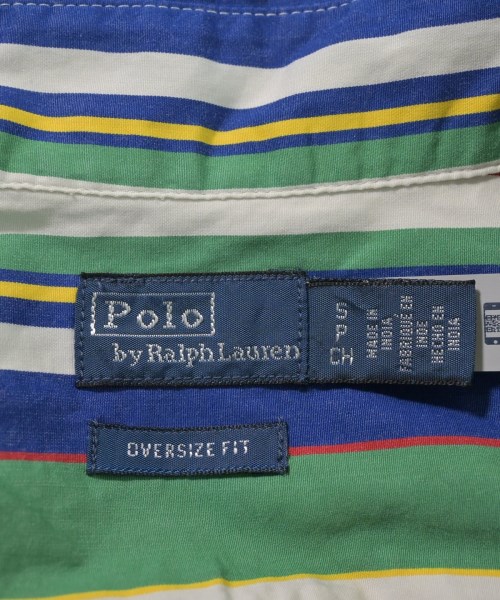 Polo
by Ralph Lauren
S
P
CH
MADE IN
INDIA
FABRIQUÉ EN
INDE
HECHO EN
INDIA
OVERSIZE FIT